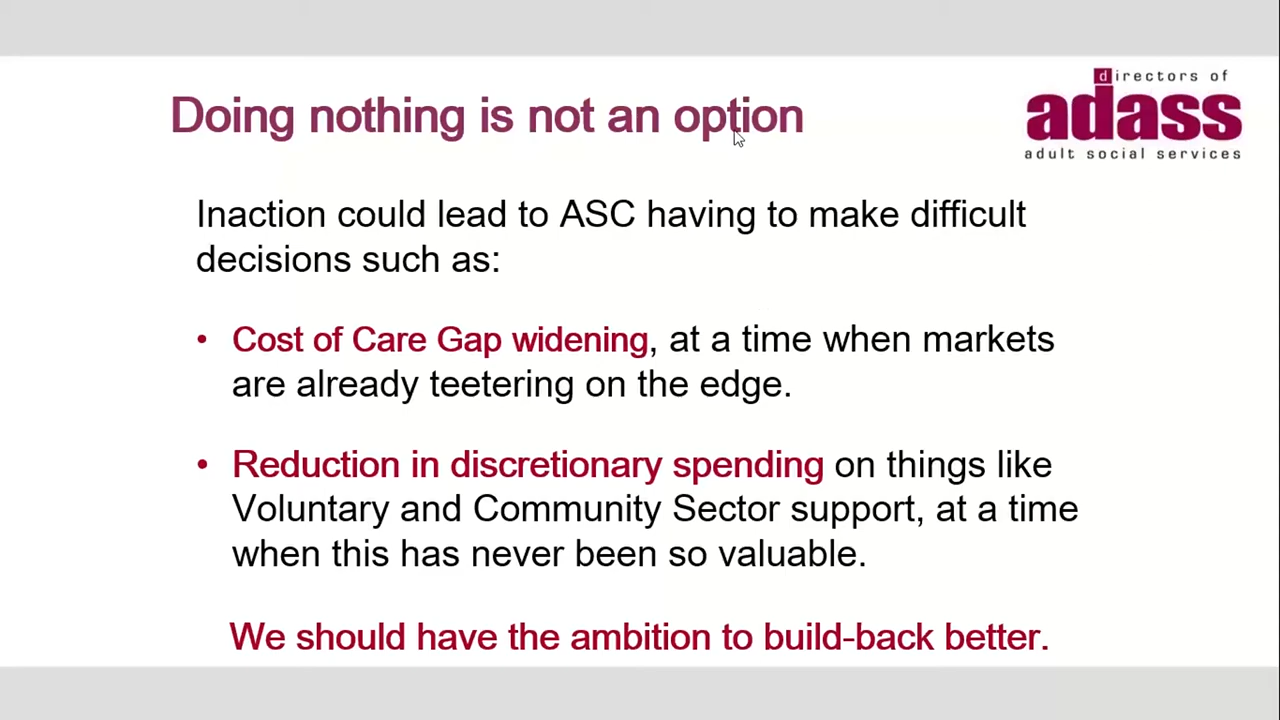 directors of
adass
adult social services
Doing nothing is not an option
Inaction could lead to ASC having to make difficult
decisions such as:
• Cost of Care Gap widening, at a time when markets
are already teetering on the edge.
• Reduction in discretionary spending on things like
Voluntary and Community Sector support, at a time
when this has never been so valuable.
We should have the ambition to build-back better.